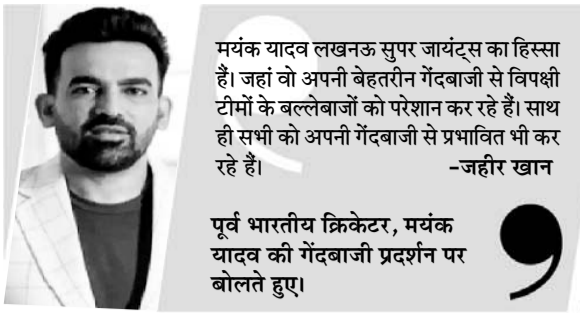 मयंक यादव लखनऊ सुपर जायंट्स का हिस्सा
हैं। जहां वो अपनी बेहतरीन गेंदबाजी से विपक्षी
टीमों के बल्लेबाजों को परेशान कर रहे हैं। साथ
ही सभी को अपनी गेंदबाजी से प्रभावित भी कर
रहे हैं। -जहीर खान
पूर्व भारतीय क्रिकेटर, मयंक
यादव की गेंदबाजी प्रदर्शन पर
बोलते हुए।